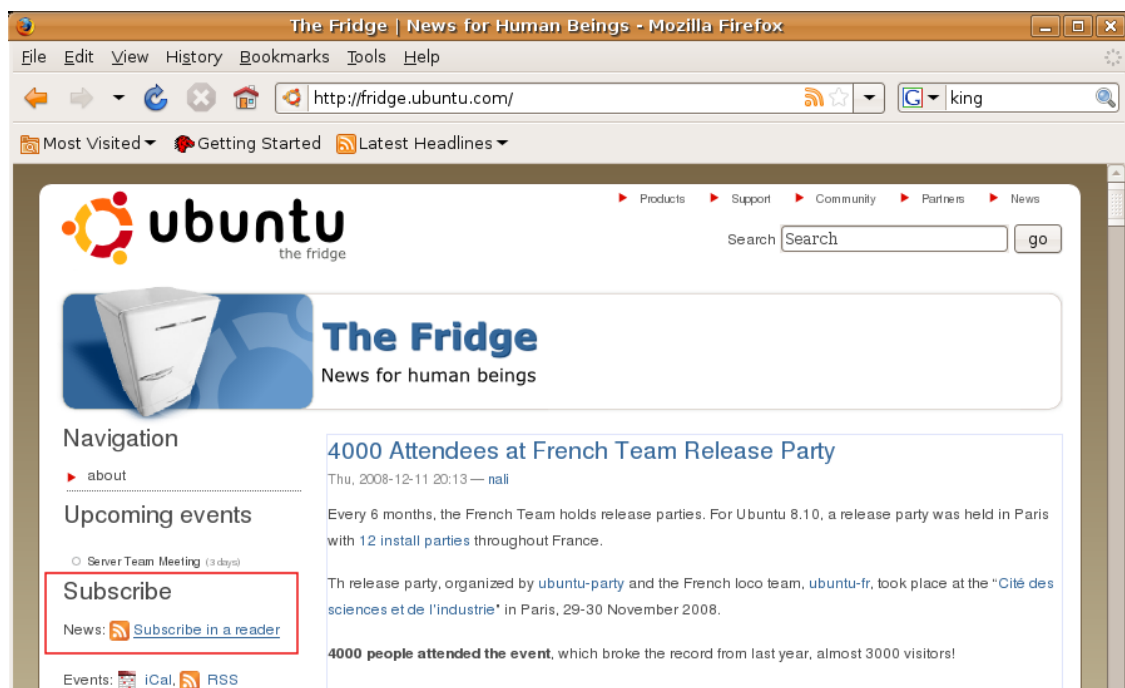 The Fridge | News for Human Beings - Mozilla Firefox
File Edit View History Bookmarks Tools Help
http://fridge.ubuntu.com/
G king
Most Visited Getting Started Latest Headlines
ubuntu
the fridge
Products Support Community Partners News
Search Search go
The Fridge
News for human beings
Navigation
about
Upcoming events
Server Team Meeting (3 days)
Subscribe
News: Subscribe in a reader
Events: iCal, RSS
4000 Attendees at French Team Release Party
Thu, 2008-12-11 20:13 — nali
Every 6 months, the French Team holds release parties. For Ubuntu 8.10, a release party was held in Paris
with 12 install parties throughout France.
Th release party, organized by ubuntu-party and the French loco team, ubuntu-fr, took place at the “Cité des
sciences et de l'industrie" in Paris, 29-30 November 2008.
4000 people attended the event, which broke the record from last year, almost 3000 visitors!